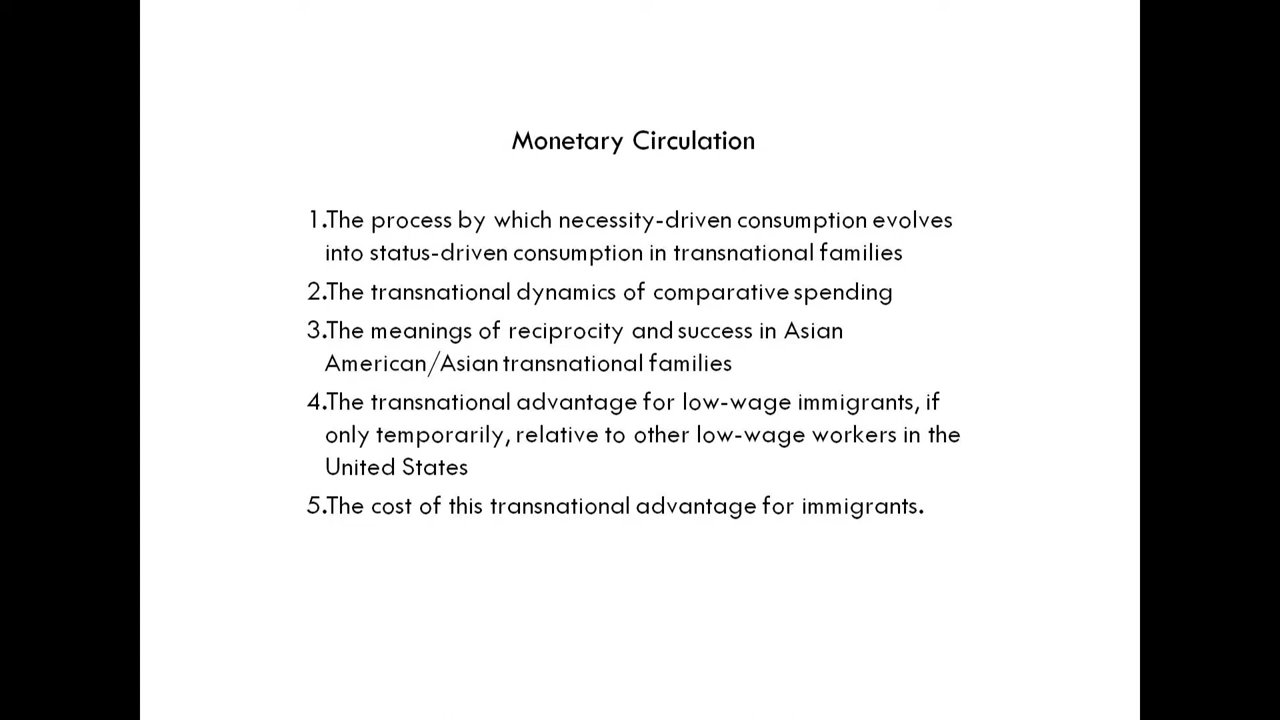 Monetary Circulation
1.The process by which necessity-driven consumption evolves
into status-driven consumption in transnational families
2.The transnational dynamics of comparative spending
3.The meanings of reciprocity and success in Asian
American/Asian transnational families
4.The transnational advantage for low-wage immigrants, if
only temporarily, relative to other low-wage workers in the
United States
5.The cost of this transnational advantage for immigrants.